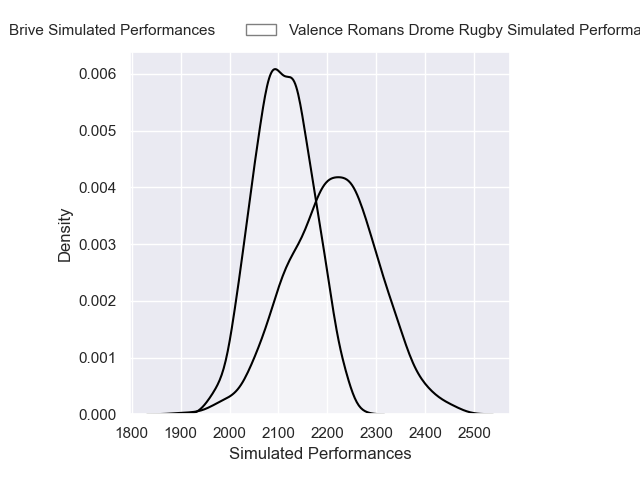 Brive Simulated Performances
Valence Romans Drome Rugby Simulated Performa
0.006
0.005
0.004
0.003
0.002
0.001
0.000
Density
1800 1900 2000 2100 2200 2300 2400 2500
Simulated Performances